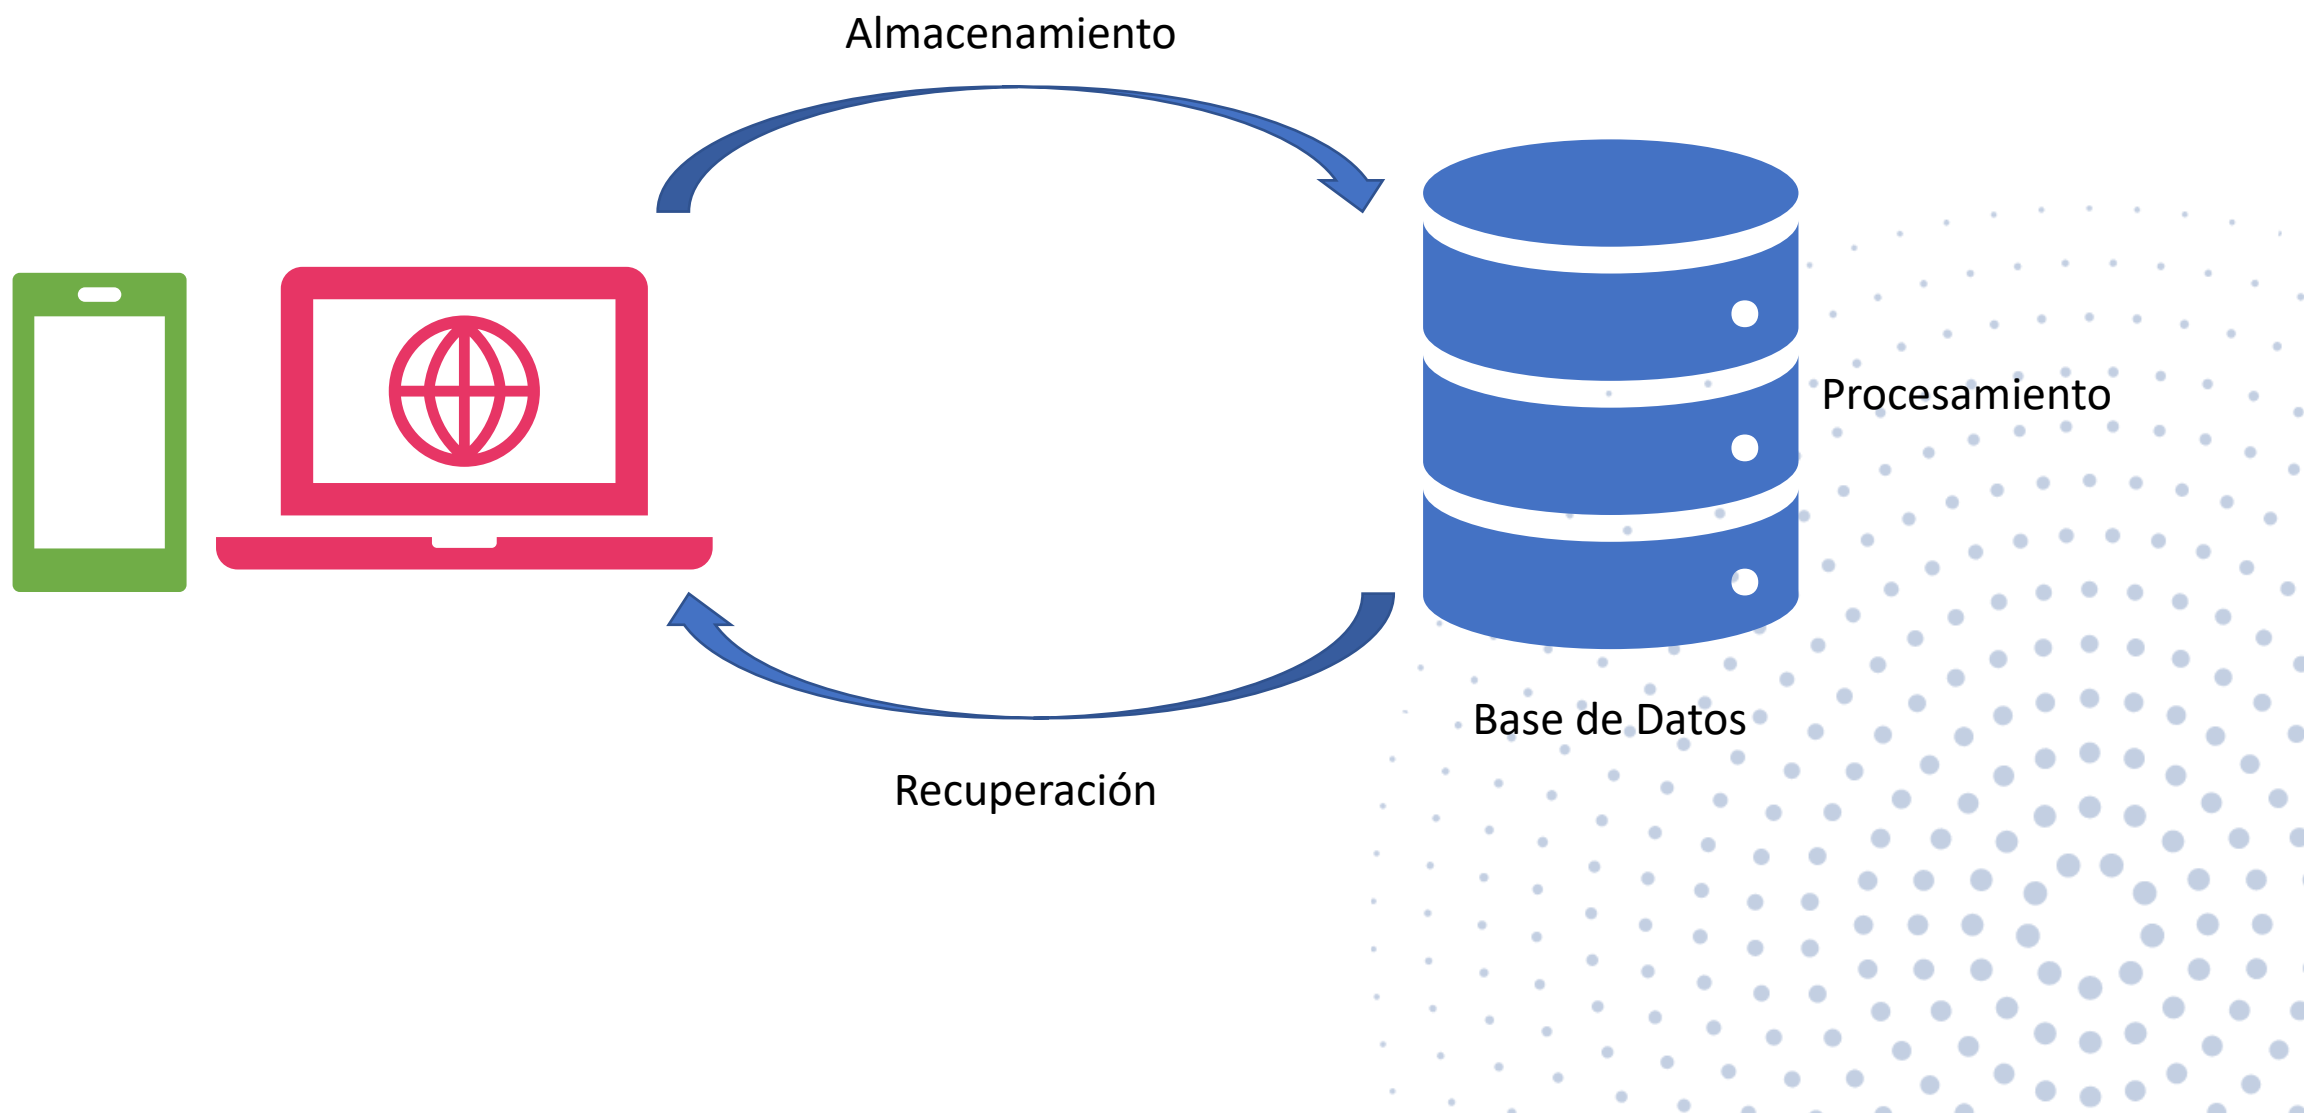 Almacenamiento
Procesamiento
Base de Datos
Recuperación